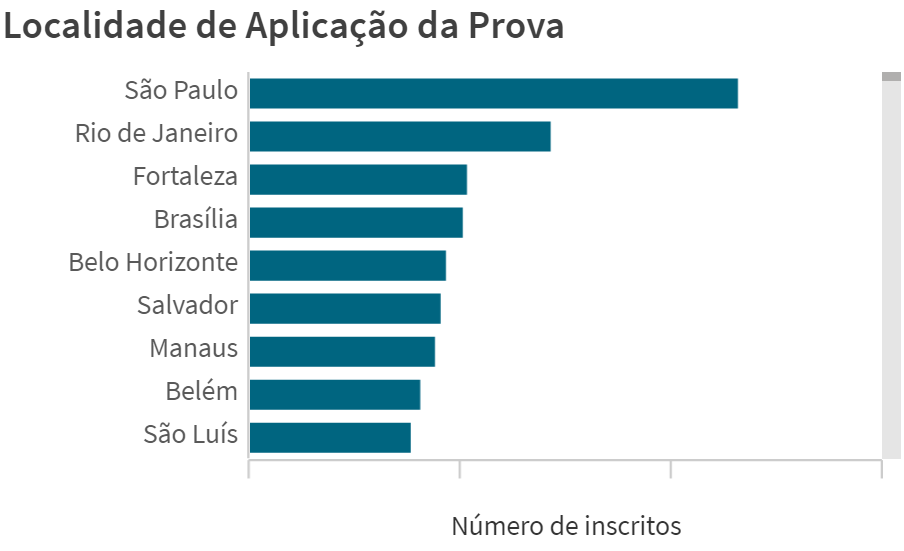 Localidade de Aplicação da Prova
São Paulo
Rio de Janeiro
Fortaleza
Brasília
Belo Horizonte
Salvador
Manaus
Belém
São Luís
Número de inscritos